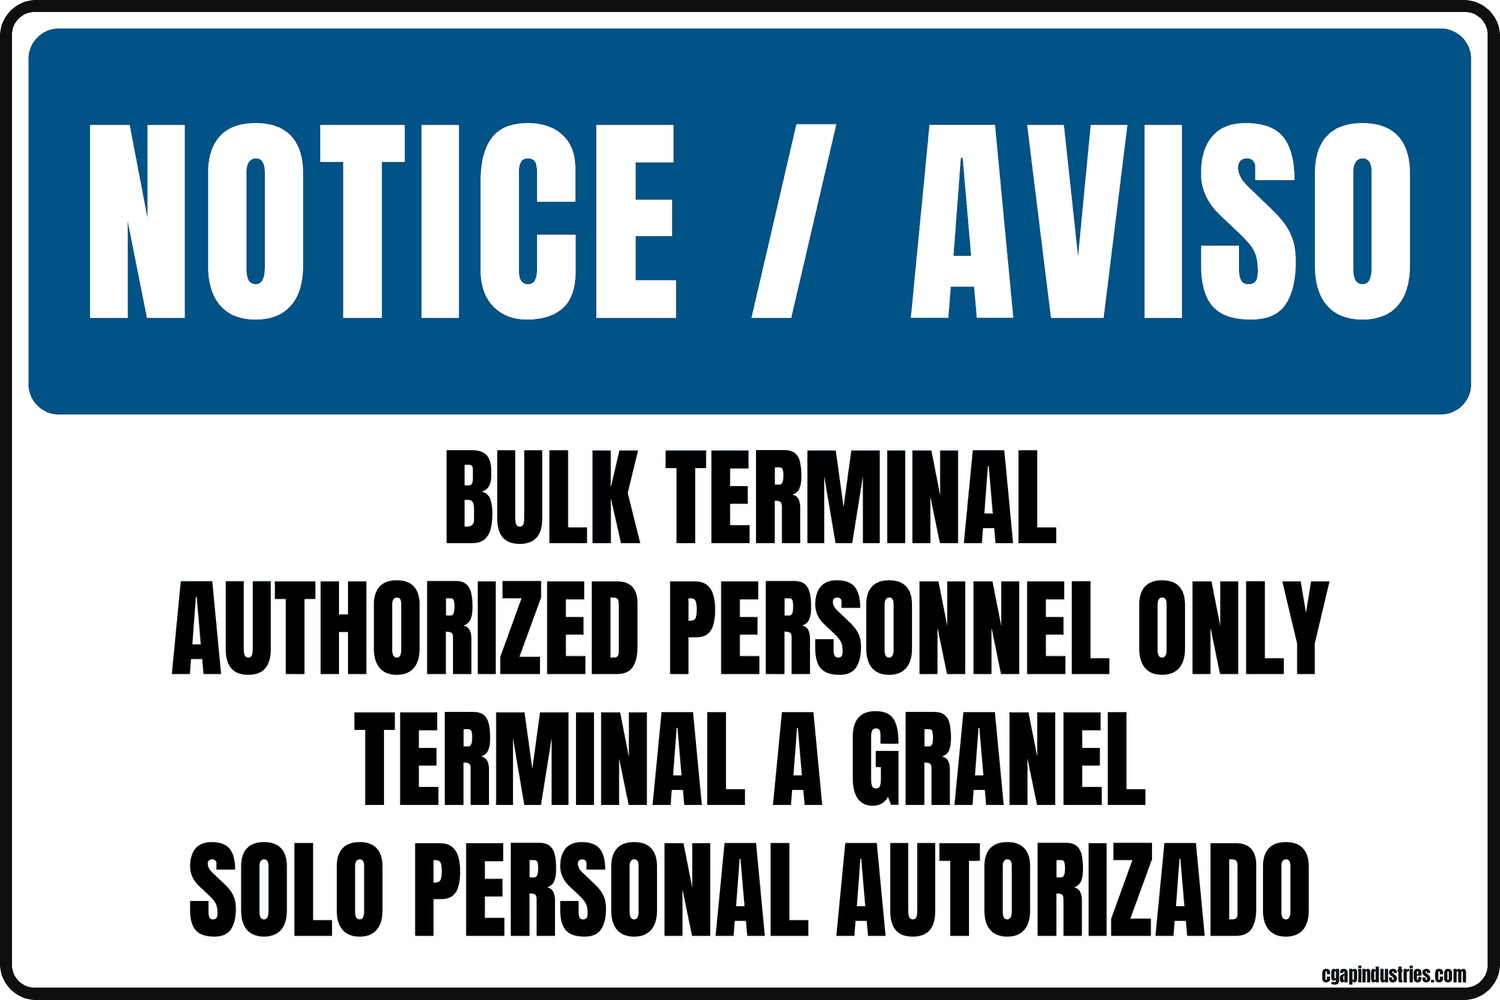 NOTICE / AVISO
BULK TERMINAL
AUTHORIZED PERSONNEL ONLY
TERMINAL A GRANEL
SOLO PERSONAL AUTORIZADO
cgapindustries.com